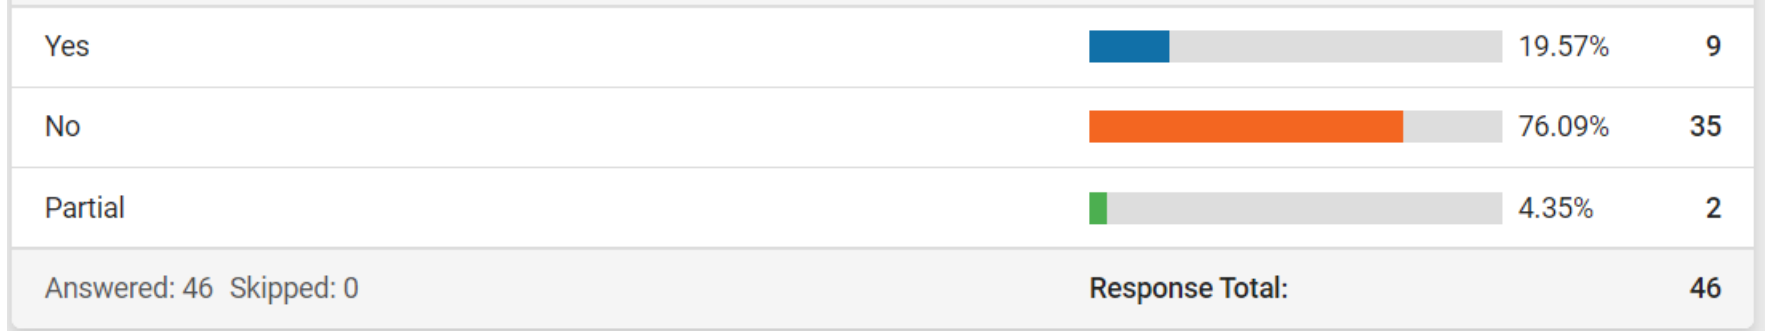 Yes 19.57% 9
No 76.09% 35
Partial 4.35% 2
Answered: 46 Skipped: 0 Response Total: 46